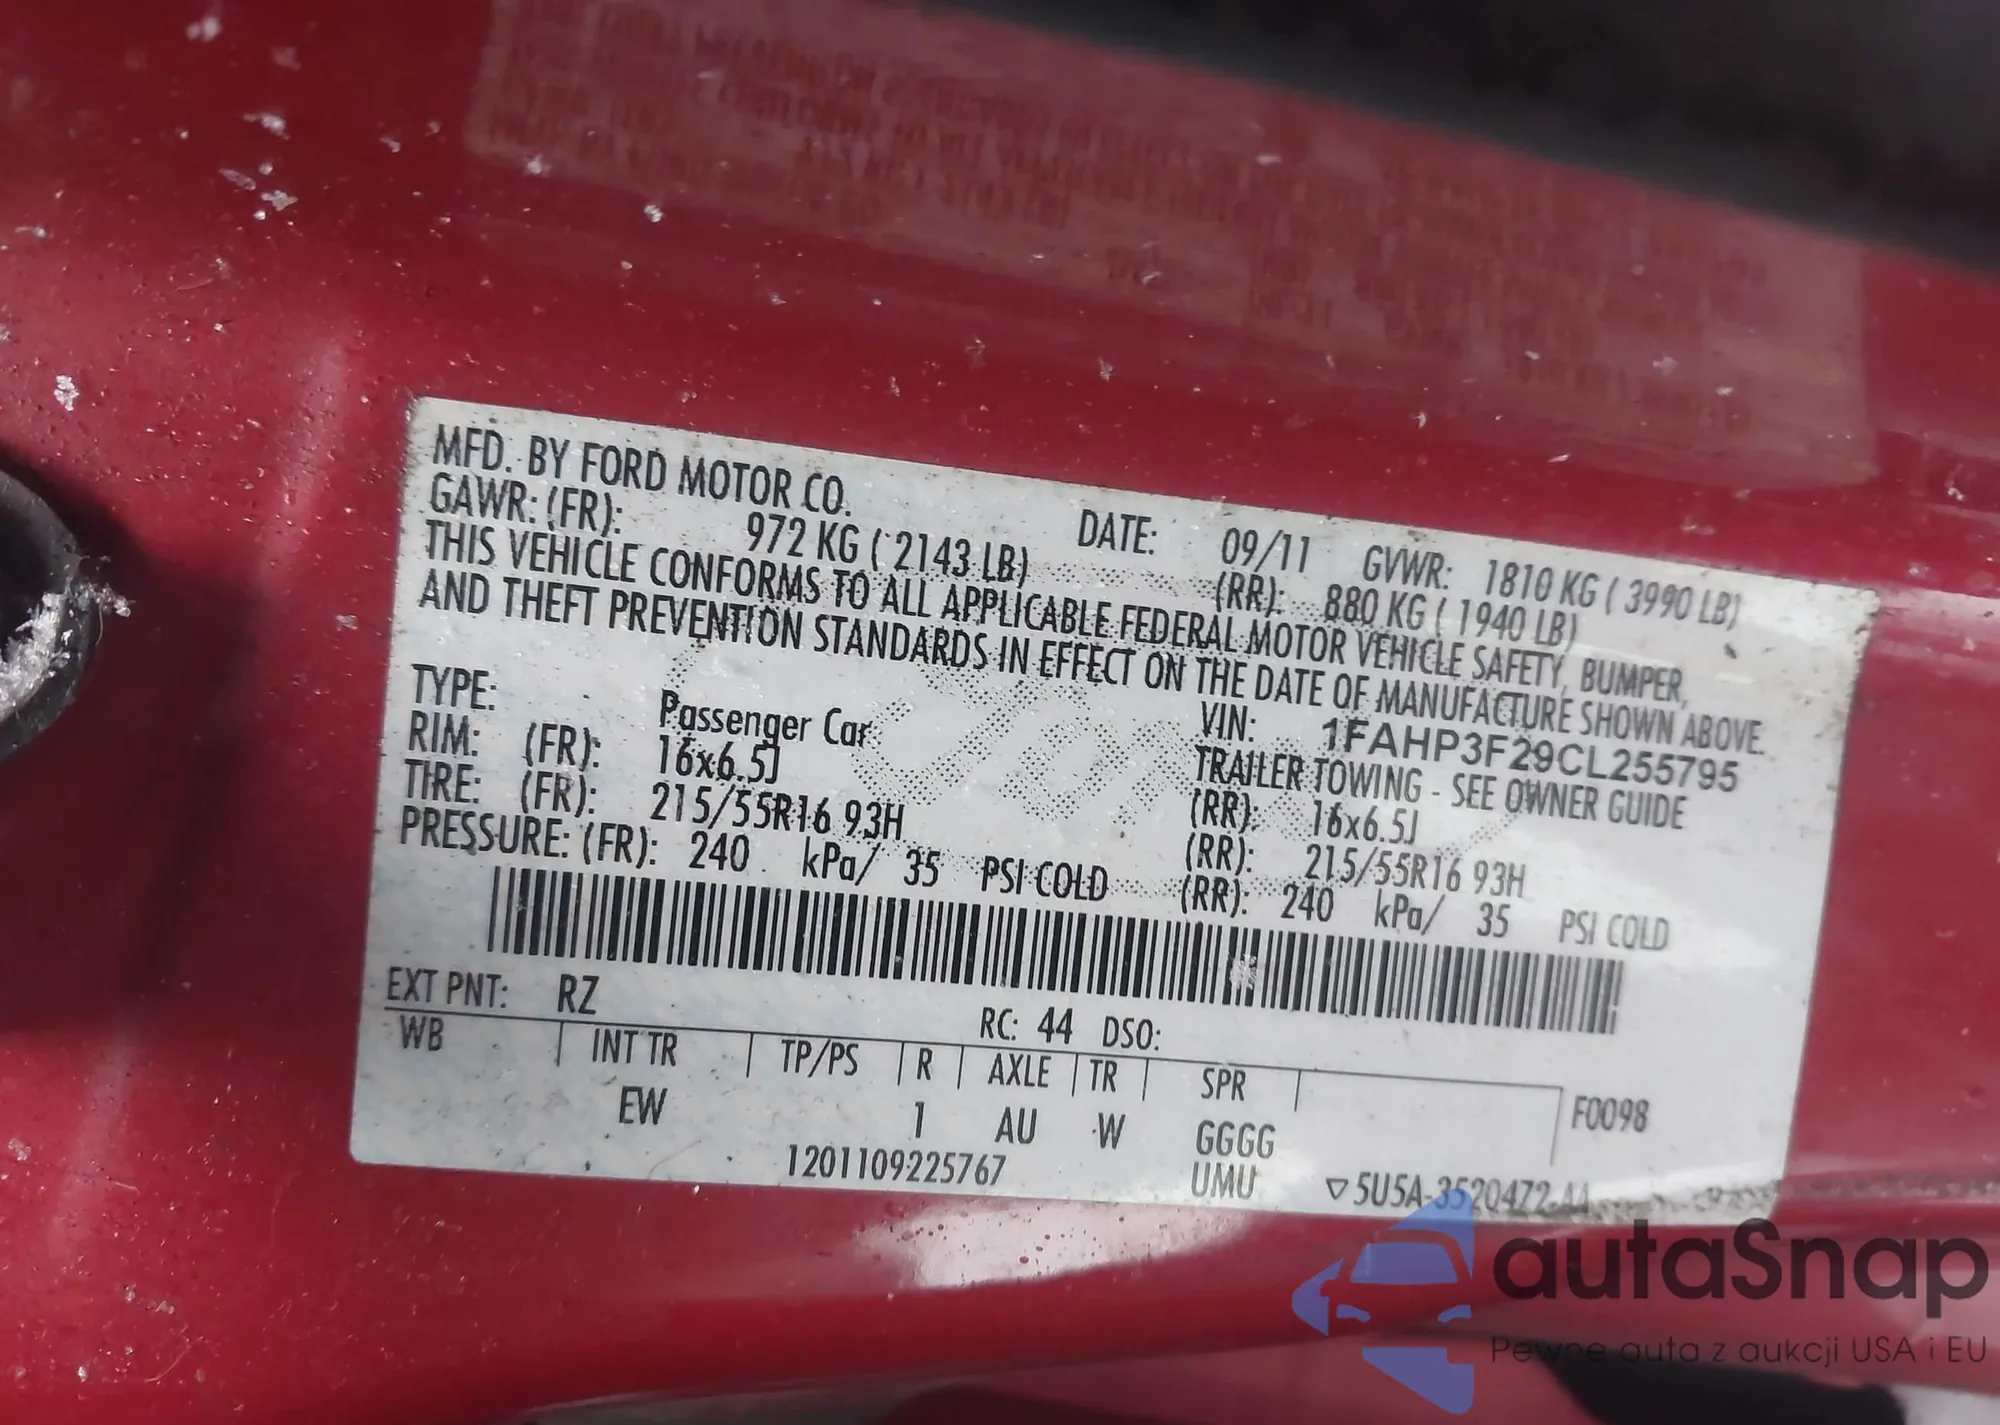 MFD. BY FORD MOTOR CO. DATE: 09/11 GVWR: 1810 KG ( 3990 LB)
GAWR: (FR): 972 KG ( 2143 LB) (RR): 880 KG ( 1940 LB)
THIS VEHICLE CONFORMS TO ALL APPLICABLE FEDERAL MOTOR VEHICLE SAFETY, BUMPER,
AND THEFT PREVENTION STANDARDS IN EFFECT ON THE DATE OF MANUFACTURE SHOWN ABOVE.
VIN: 1FAHP3F29CL255795
TYPE: Passenger Car TRAILER TOWING - SEE OWNER GUIDE
RIM: (FR): 16x6.5J (RR): 16x6.5J
TIRE: (FR): 215/55R16 93H (RR): 215/55R16 93H
PRESSURE: (FR): 240 kPa/ 35 PSI COLD (RR): 240 kPa/ 35 PSI COLD
EXT PNT: RZ RC: 44 DSO:
WB INT TR TP/PS R AXLE TR SPR F0098
EW 1 AU W GGGG
1201109225767 UMU ▽5U5A-3520472-AA
autaSnap
Pewne auta z aukcji USA i EU